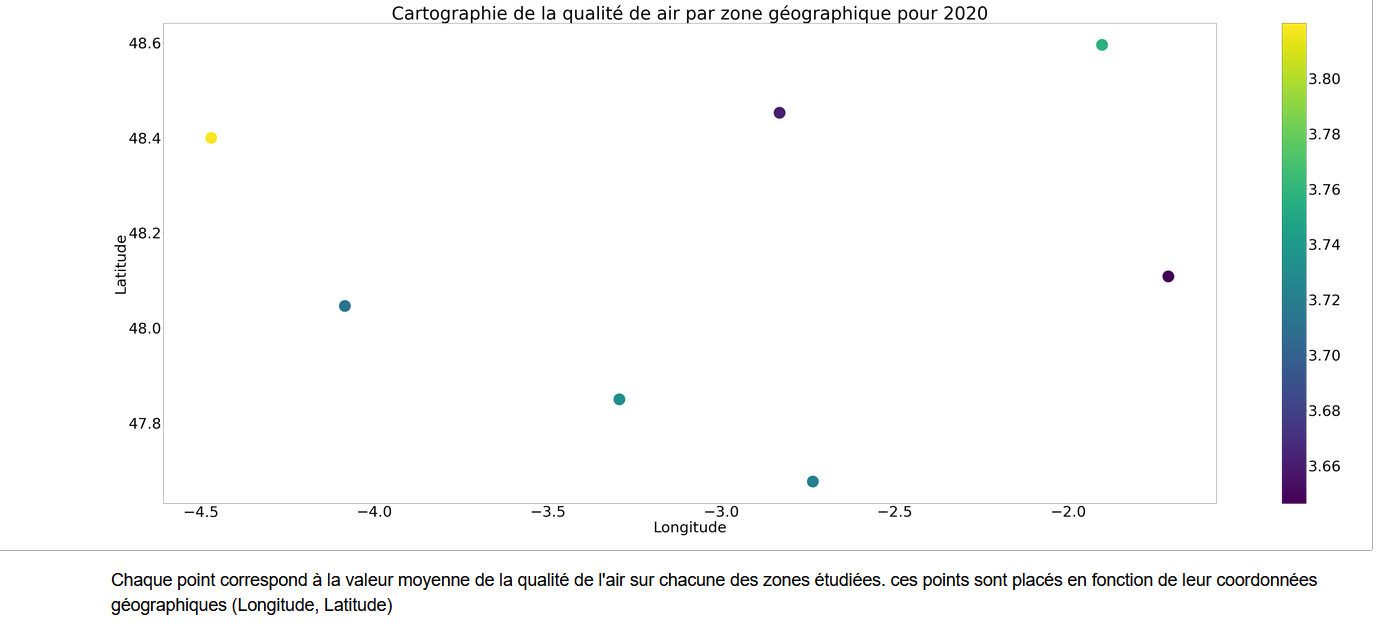 Cartographie de la qualité de air par zone géographique pour 2020
48.6
48.4
48.2
48.0
47.8
Latitude
−4.5 −4.0 −3.5 −3.0 −2.5 −2.0
Longitude
3.80
3.78
3.76
3.74
3.72
3.70
3.68
3.66
Chaque point correspond à la valeur moyenne de la qualité de l'air sur chacune des zones étudiées. ces points sont placés en fonction de leur coordonnées
géographiques (Longitude, Latitude)